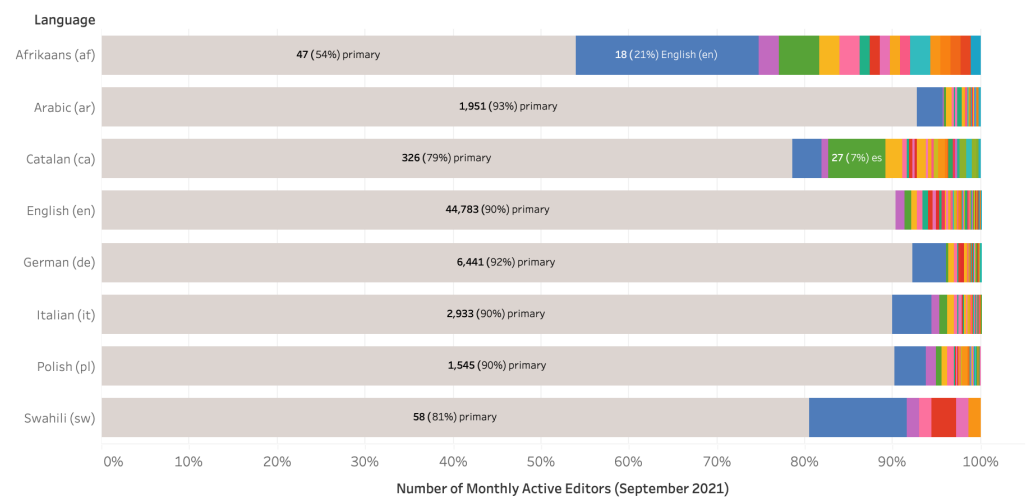 Language
Afrikaans (af)
47 (54%) primary
18 (21%) English (en)
Arabic (ar)
1,951 (93%) primary
Catalan (ca)
326 (79%) primary
27 (7%) es
English (en)
44,783 (90%) primary
German (de)
6,441 (92%) primary
Italian (it)
2,933 (90%) primary
Polish (pl)
1,545 (90%) primary
Swahili (sw)
58 (81%) primary
0% 10% 20% 30% 40% 50% 60% 70% 80% 90% 100%
Number of Monthly Active Editors (September 2021)